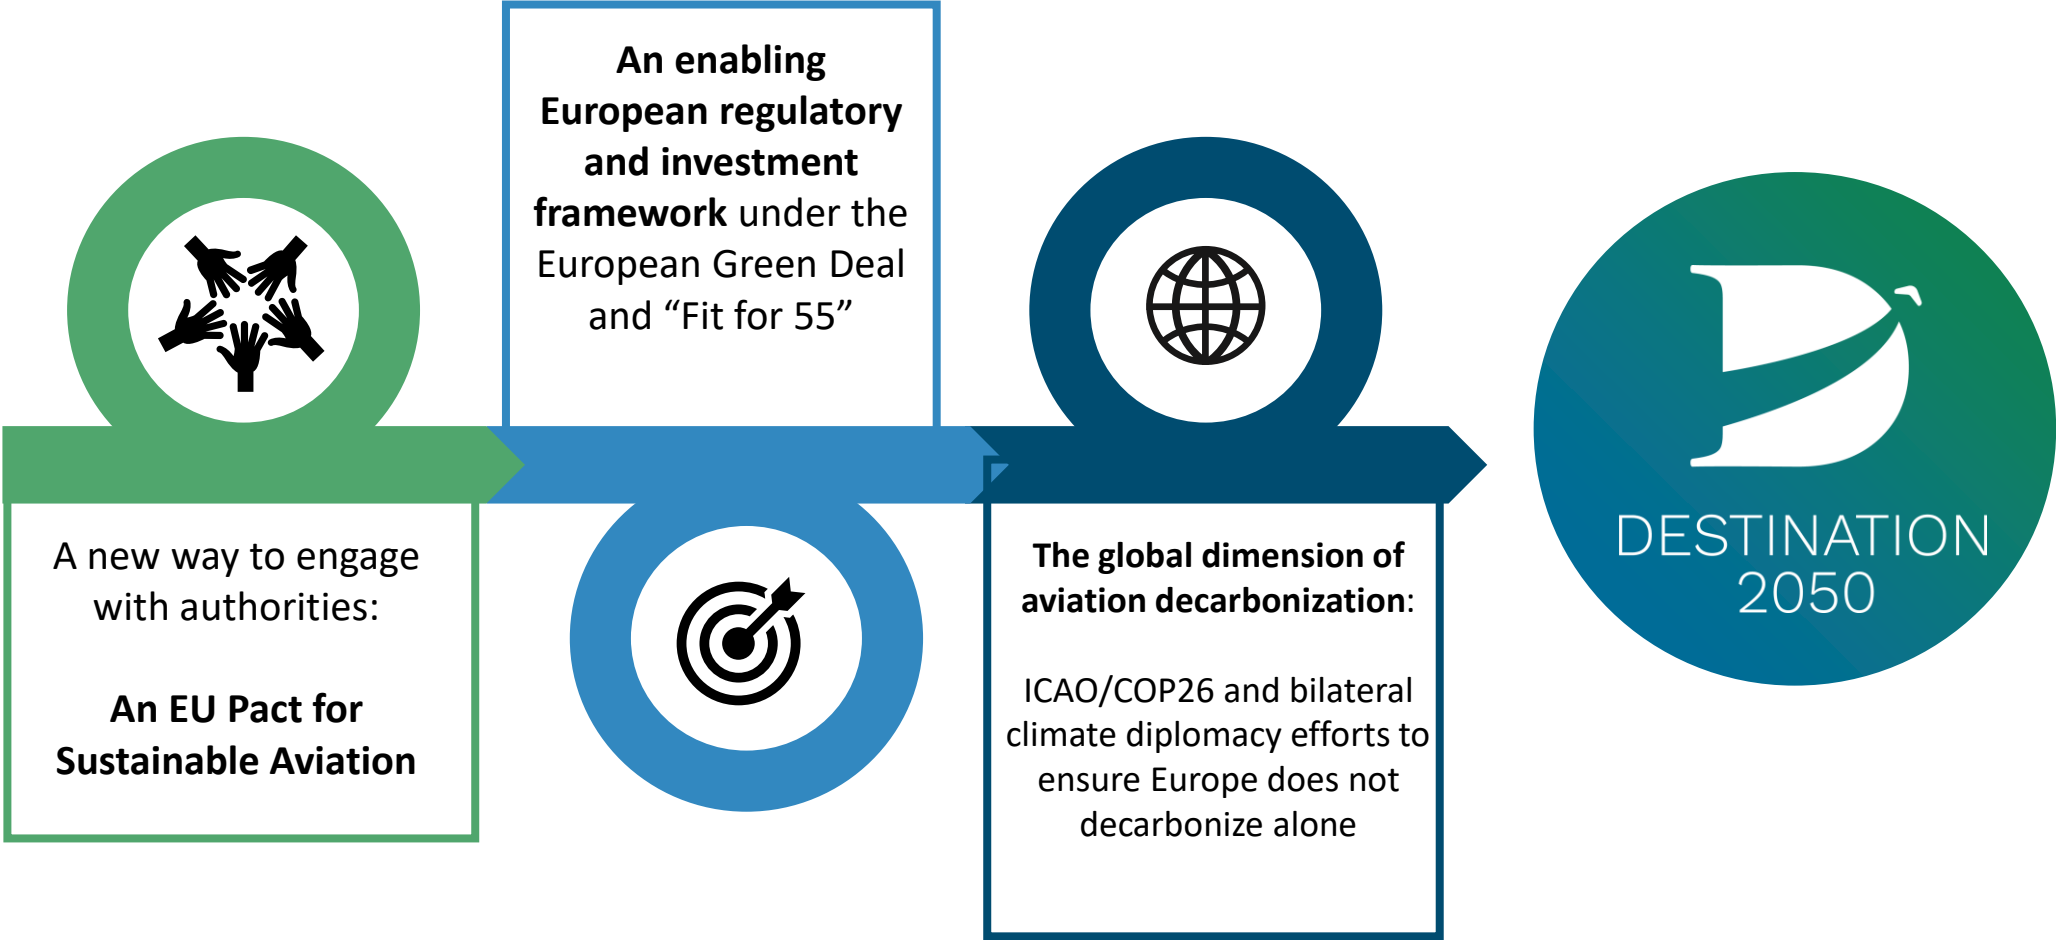 A new way to engage
with authorities:
An EU Pact for
Sustainable Aviation
An enabling
European regulatory
and investment
framework under the
European Green Deal
and “Fit for 55”
The global dimension of
aviation decarbonization:
ICAO/COP26 and bilateral
climate diplomacy efforts to
ensure Europe does not
decarbonize alone
DESTINATION
2050